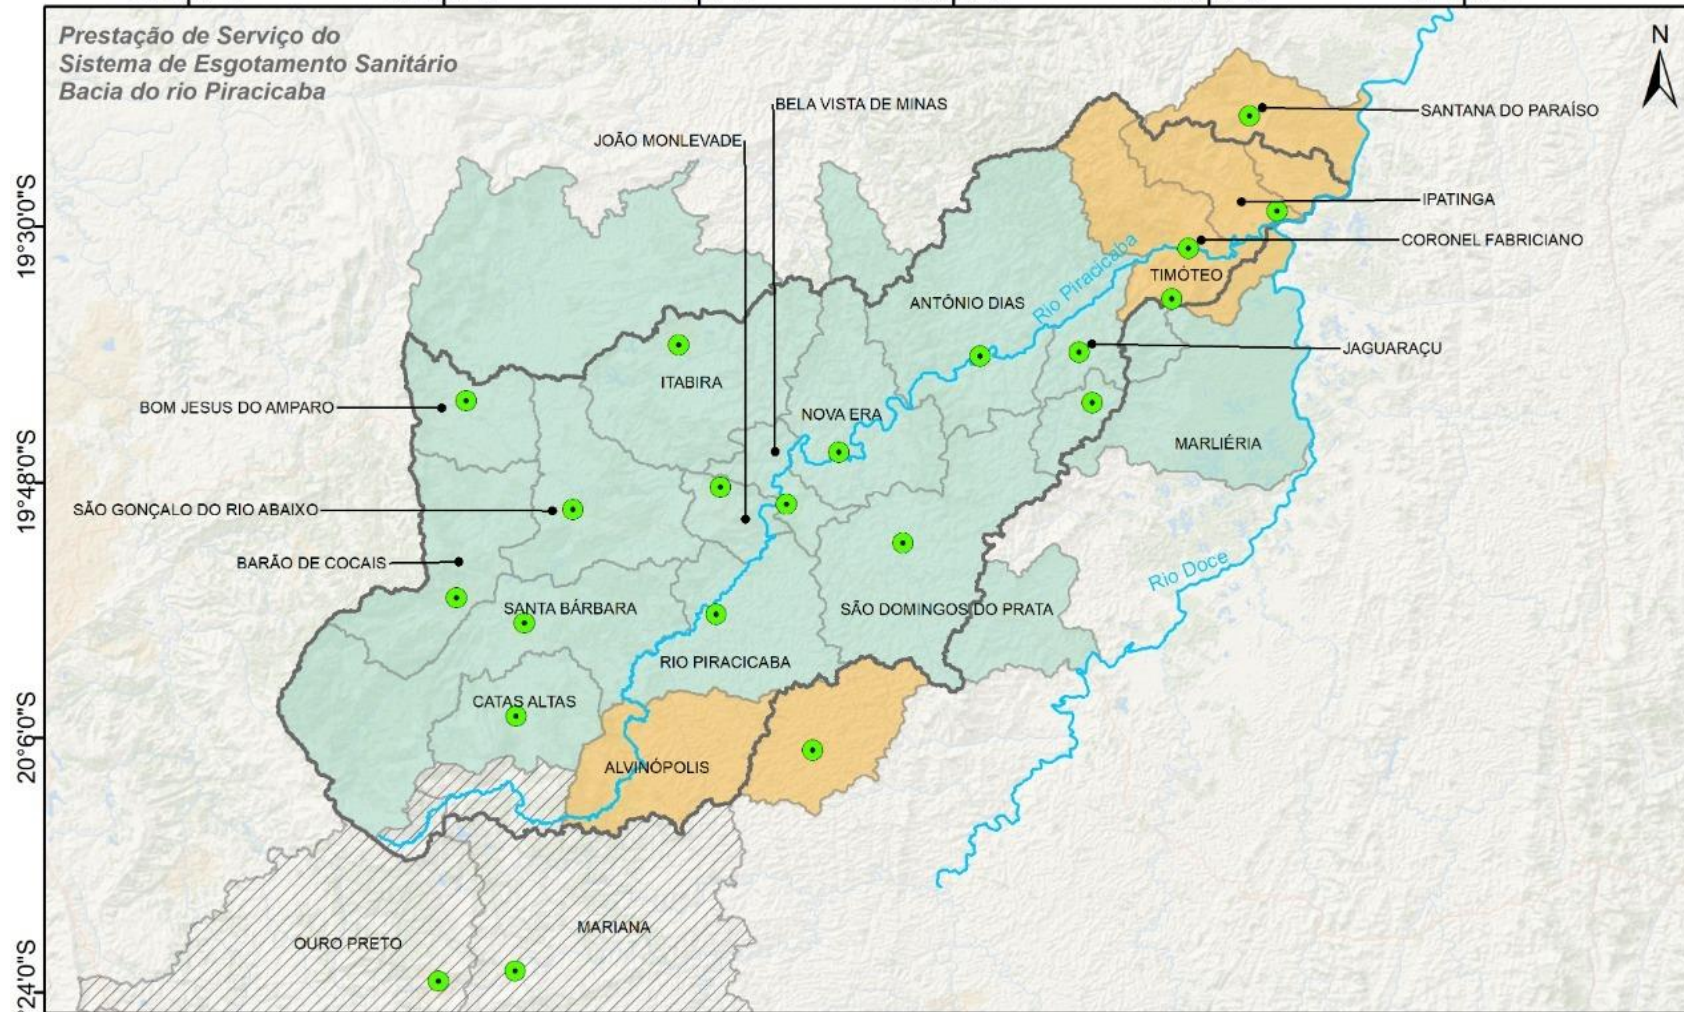 Prestação de Serviço do
Sistema de Esgotamento Sanitário
Bacia do rio Piracicaba
N
BELA VISTA DE MINAS
SANTANA DO PARAÍSO
JOÃO MONLEVADE
IPATINGA
19°30'0"S
CORONEL FABRICIANO
Rio Piracicaba
TIMÓTEO
ANTÔNIO DIAS
JAGUARAÇU
ITABIRA
BOM JESUS DO AMPARO
NOVA ERA
MARLIÉRIA
19°48'0"S
SÃO GONÇALO DO RIO ABAIXO
BARÃO DE COCAIS
Rio Doce
SANTA BÁRBARA
SÃO DOMINGOS DO PRATA
RIO PIRACICABA
CATAS ALTAS
20°6'0"S
ALVINÓPOLIS
MARIANA
OURO PRETO
24'0"S